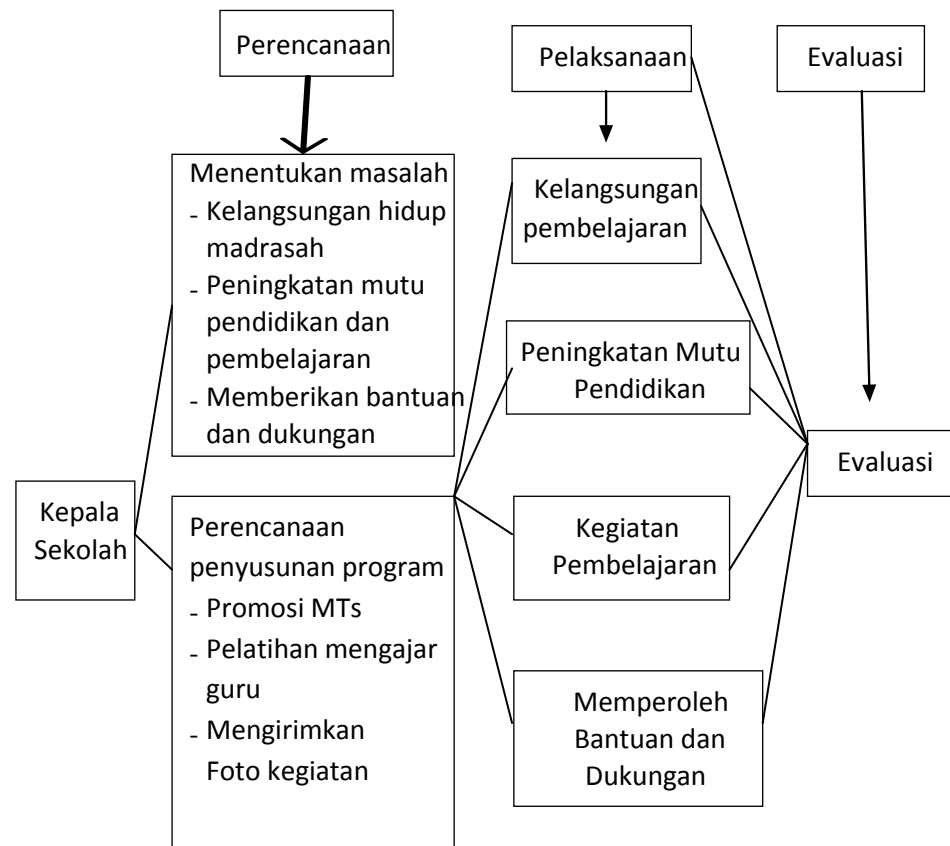 Perencanaan
Pelaksanaan
Evaluasi
Menentukan masalah
- Kelangsungan hidup
madrasah
- Peningkatan mutu
pendidikan dan
pembelajaran
- Memberikan bantuan
dan dukungan
Kepala
Sekolah
Perencanaan
penyusunan program
- Promosi MTs
- Pelatihan mengajar
guru
- Mengirimkan
Foto kegiatan
Kelangsungan
pembelajaran
Peningkatan Mutu
Pendidikan
Kegiatan
Pembelajaran
Memperoleh
Bantuan dan
Dukungan
Evaluasi